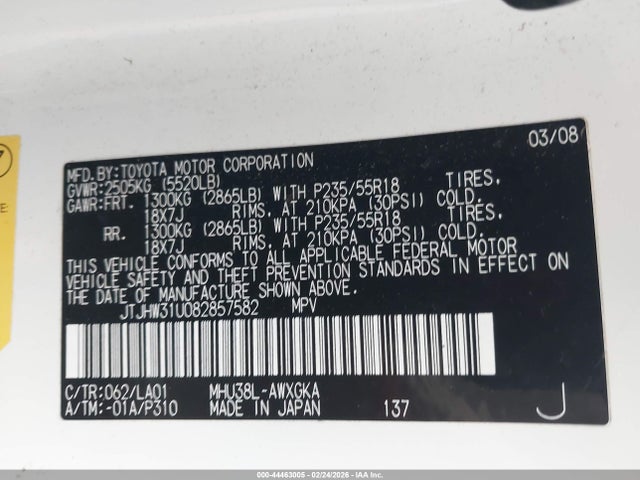 03/08
MFD.BY:TOYOTA MOTOR CORPORATION
GVWR:2505KG (5520LB)
GAWR:FRT. 1300KG (2865LB) WITH P235/55R18 TIRES,
18X7J RIMS, AT 210KPA (30PSI) COLD.
RR. 1300KG (2865LB) WITH P235/55R18 TIRES,
18X7J RIMS, AT 210KPA (30PSI) COLD.
THIS VEHICLE CONFORMS TO ALL APPLICABLE FEDERAL MOTOR
VEHICLE SAFETY AND THEFT PREVENTION STANDARDS IN EFFECT ON
THE DATE OF MANUFACTURE SHOWN ABOVE.
JTJHW31U082857582 MPV
C/TR:062/LA01 MHU38L-AWXGKA
A/TM:-01A/P310 MADE IN JAPAN 137 J
E:
000-44463005 - 02/24/2026 - © IAA Inc.